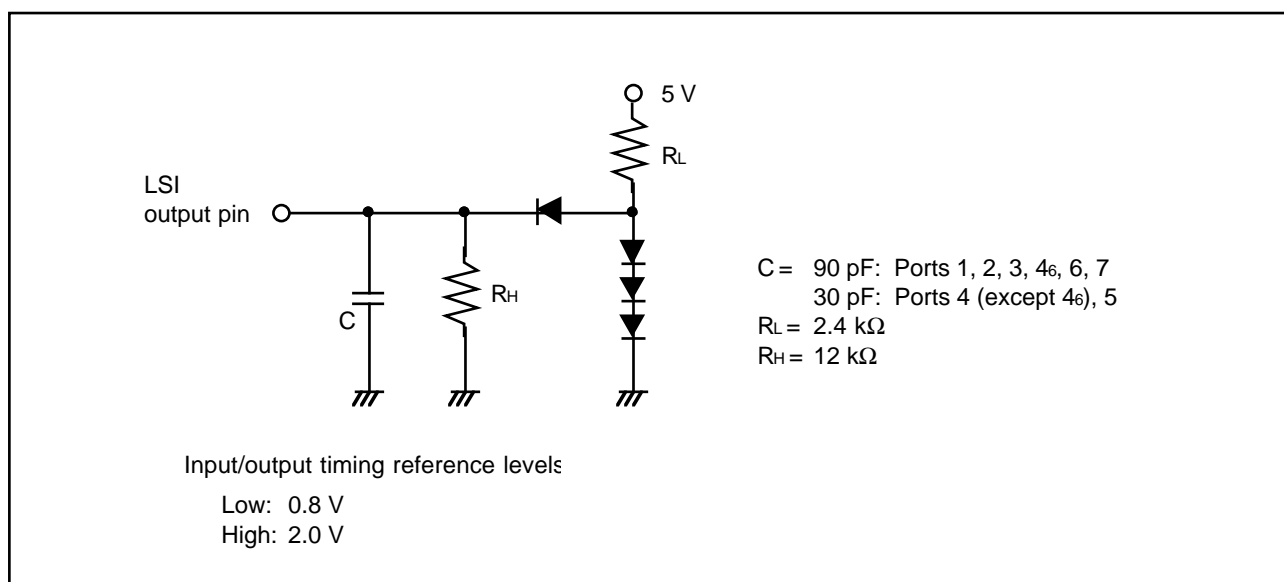 5 V
RL
LSI
output pin
C
RH
C = 90 pF: Ports 1, 2, 3, 46, 6, 7
30 pF: Ports 4 (except 46), 5
RL = 2.4 kΩ
RH = 12 kΩ
Input/output timing reference levels
Low: 0.8 V
High: 2.0 V